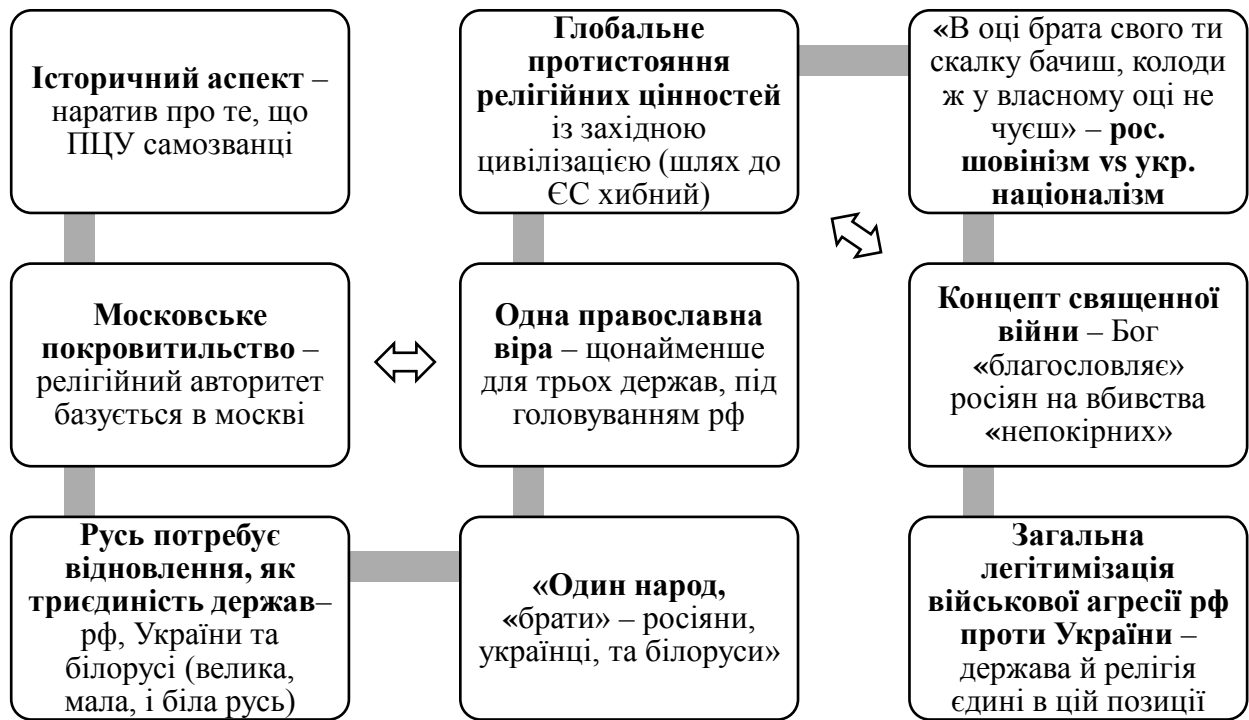 Історичний аспект –
наратив про те, що
ПЦУ самозванці
Московське
покровительство –
релігійний авторитет
базується в москві
Русь потребує
відновлення, як
триєдиність держав–
рф, України та
білорусі (велика,
мала, і біла русь)
«Один народ,
«брати» – росіяни,
українці, та білоруси»
Одна православна
віра – щонайменше
для трьох держав, під
головуванням рф
Глобальне
протистояння
релігійних цінностей
із західною
цивілізацією (шлях до
ЄС хибний)
«В оці брата свого ти
скалку бачиш, колоди
ж у власному оці не
чуєш» – рос.
шовінізм vs укр.
націоналізм
Концепт священної
війни – Бог
«благословляє»
росіян на вбивства
«непокірних»
Загальна
легітимізація
військової агресії рф
проти України –
держава й релігія
єдині в цій позиції